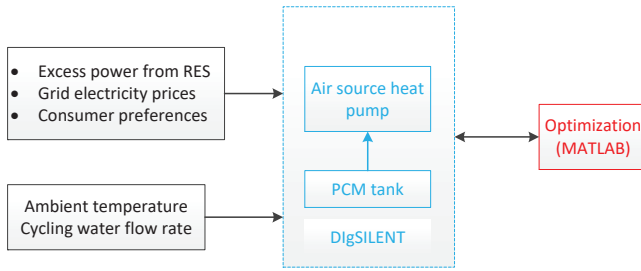 • Excess power from RES
• Grid electricity prices
• Consumer preferences
Ambient temperature
Cycling water flow rate
Air source heat
pump
PCM tank
DIgSILENT
Optimization
(MATLAB)